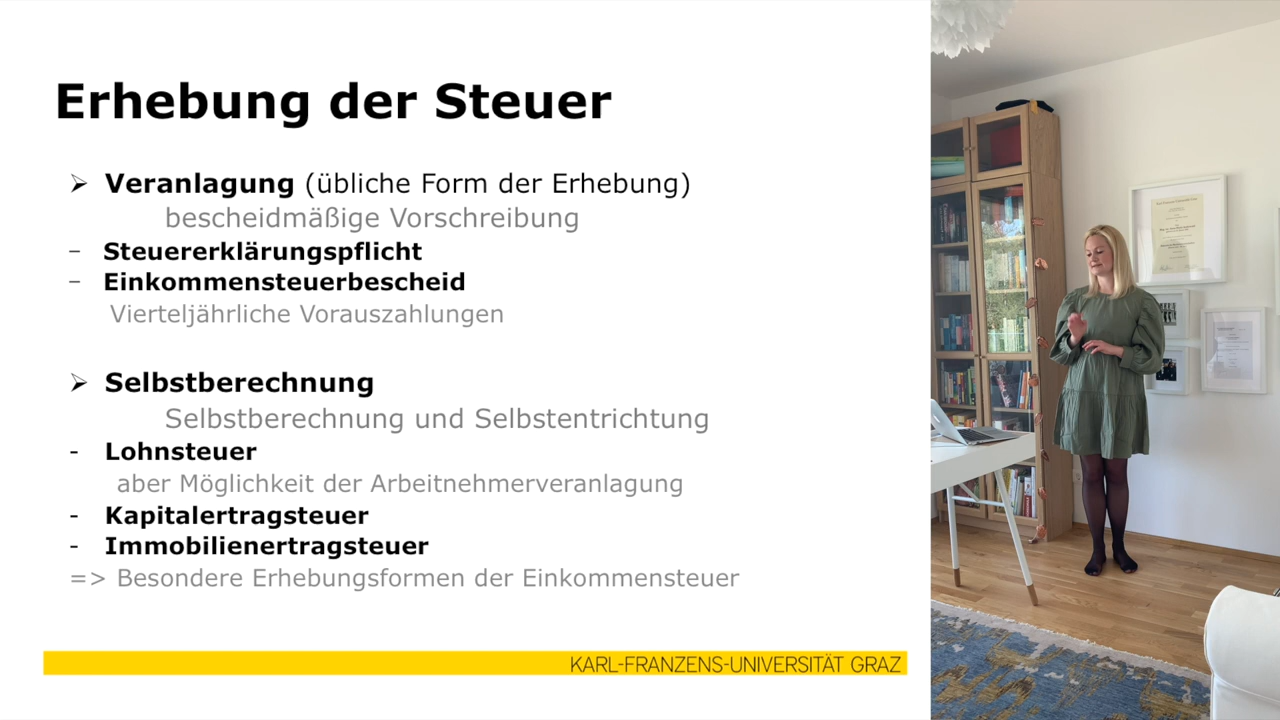 Erhebung der Steuer
➢ Veranlagung (übliche Form der Erhebung)
bescheidmäßige Vorschreibung
– Steuererklärungspflicht
– Einkommensteuerbescheid
Vierteljährliche Vorauszahlungen
➢ Selbstberechnung
Selbstberechnung und Selbstentrichtung
- Lohnsteuer
aber Möglichkeit der Arbeitnehmerveranlagung
- Kapitalertragsteuer
- Immobilienertragsteuer
=> Besondere Erhebungsformen der Einkommensteuer
KARL-FRANZENS-UNIVERSITÄT GRAZ